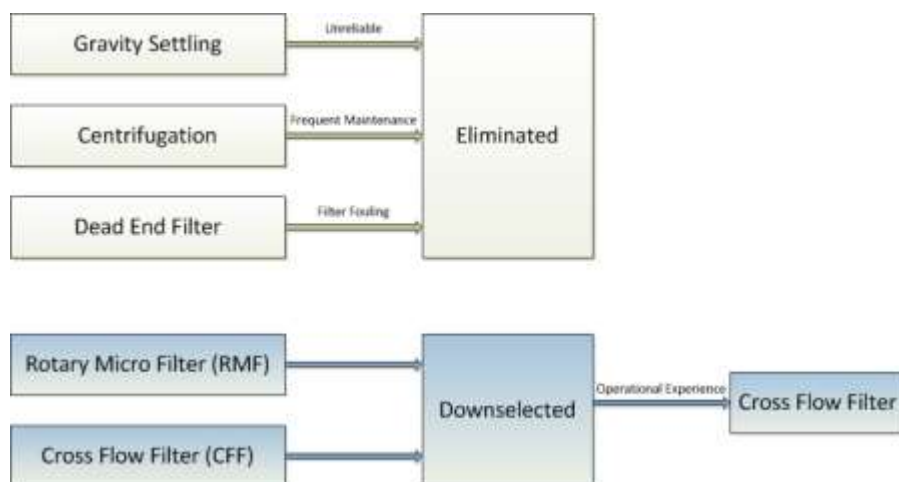 Gravity Settling
Unreliable
Centrifugation
Frequent Maintenance
Eliminated
Dead End Filter
Filter Fouling
Rotary Micro Filter (RMF)
Downselected
Operational Experience
Cross Flow Filter
Cross Flow Filter (CFF)